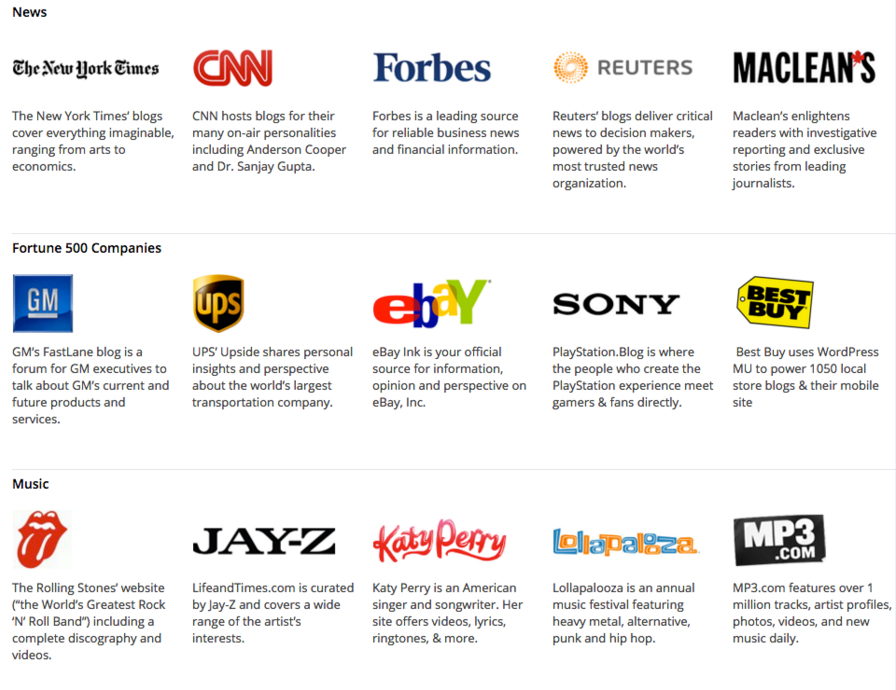 News
The New York Times
CNN
Forbes
REUTERS
MACLEAN'S
The New York Times' blogs
cover everything imaginable,
ranging from arts to
economics.
CNN hosts blogs for their
many on-air personalities
including Anderson Cooper
and Dr. Sanjay Gupta.
Forbes is a leading source
for reliable business news
and financial information.
Reuters' blogs deliver critical
news to decision makers,
powered by the world's
most trusted news
organization.
Maclean's enlightens
readers with investigative
reporting and exclusive
stories from leading
journalists.
Fortune 500 Companies
GM
ups
ebaY
SONY
BEST
BUY
GM's FastLane blog is a
forum for GM executives to
talk about GM's current and
future products and
services.
UPS' Upside shares personal
insights and perspective
about the world's largest
transportation company.
eBay Ink is your official
source for information,
opinion and perspective on
eBay, Inc.
PlayStation.Blog is where
the people who create the
PlayStation experience meet
gamers & fans directly.
Best Buy uses WordPress
MU to power 1050 local
store blogs & their mobile
site
Music
JAY-Z
Katy Perry
Lollapalooza
MP3
.COM
The Rolling Stones' website
("the World's Greatest Rock
'N' Roll Band") including a
complete discography and
videos.
LifeandTimes.com is curated
by Jay-Z and covers a wide
range of the artist's
interests.
Katy Perry is an American
singer and songwriter. Her
site offers videos, lyrics,
ringtones, & more.
Lollapalooza is an annual
music festival featuring
heavy metal, alternative,
punk and hip hop.
MP3.com features over 1
million tracks, artist profiles,
photos, videos, and new
music daily.